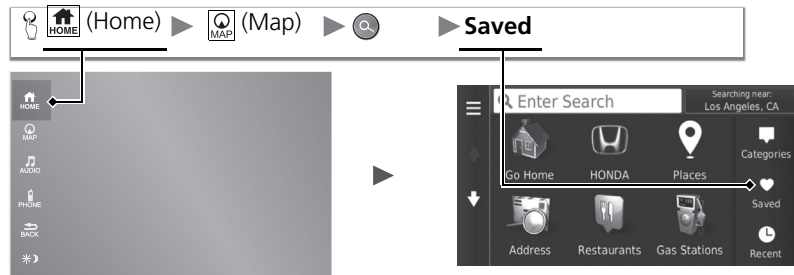 HOME (Home) MAP (Map) Saved
HOME
MAP
AUDIO
PHONE
BACK
Enter Search
Searching near:
Los Angeles, CA
Categories
Go Home HONDA Places
Saved
Address Restaurants Gas Stations
Recent